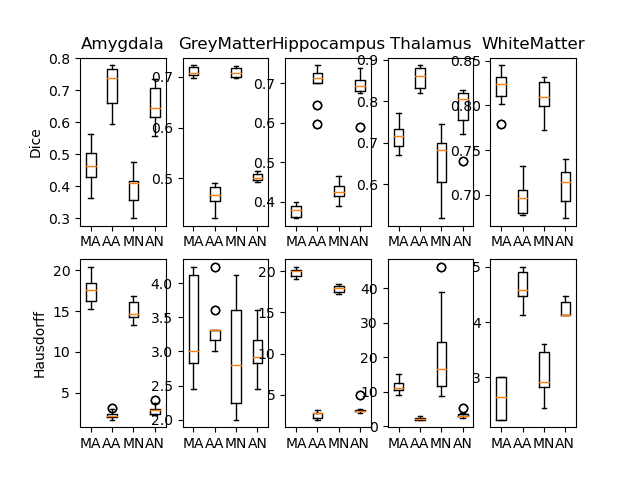 Amygdala GreyMatter Hippocampus Thalamus WhiteMatter
Dice
0.8 0.7 0.6 0.5 0.4 0.3
0.7 0.6 0.5
0.7 0.6 0.5 0.4
0.9 0.8 0.7 0.6
0.85 0.80 0.75 0.70
MA AA MN AN MA AA MN AN MA AA MN AN MA AA MN AN MA AA MN AN
Hausdorff
20 15 10 5
4.0 3.5 3.0 2.5 2.0
20 15 10 5
40 30 20 10 0
5 4 3
MA AA MN AN MA AA MN AN MA AA MN AN MA AA MN AN MA AA MN AN